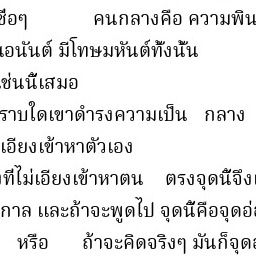 ซื่อๆ คนกลางคือ ความพิน
เอนันต์ มีโทษมหันต์ทั้งนั้น
เช่นนี้เสมอ
ราบใดเขาดำรงความเป็น กลาง
เอียงเข้าหาตัวเอง
ที่ไม่เอียงเข้าหาตน ตรงจุดนี้จึงเ
กาล และถ้าจะพูดไป จุดนี้คือจุดอ่
หรือ ถ้าจะคิดจริงๆ มันก็จุดอ